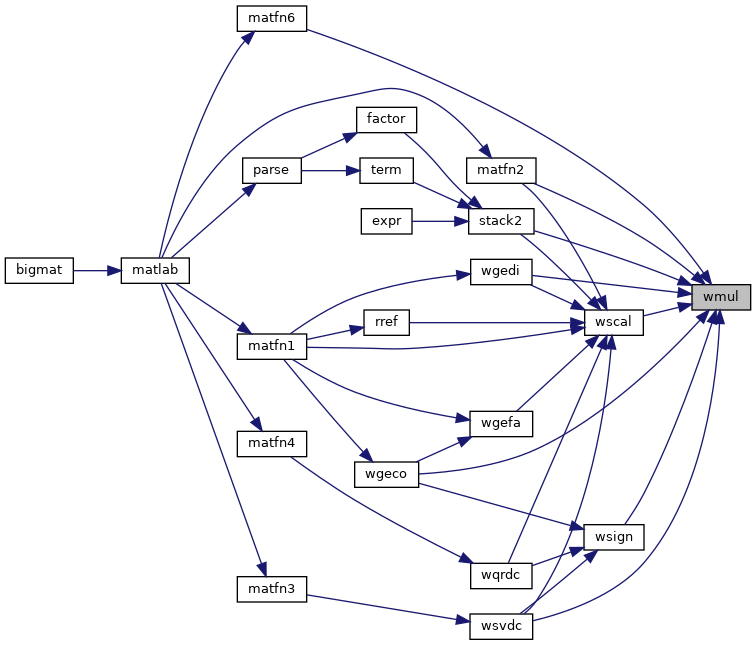 matfn6
factor
parse
term
matfn2
expr
stack2
bigmat
matlab
wgedi
wmul
rref
wscal
matfn1
wgefa
matfn4
wgeco
wsign
wqrdc
matfn3
wsvdc